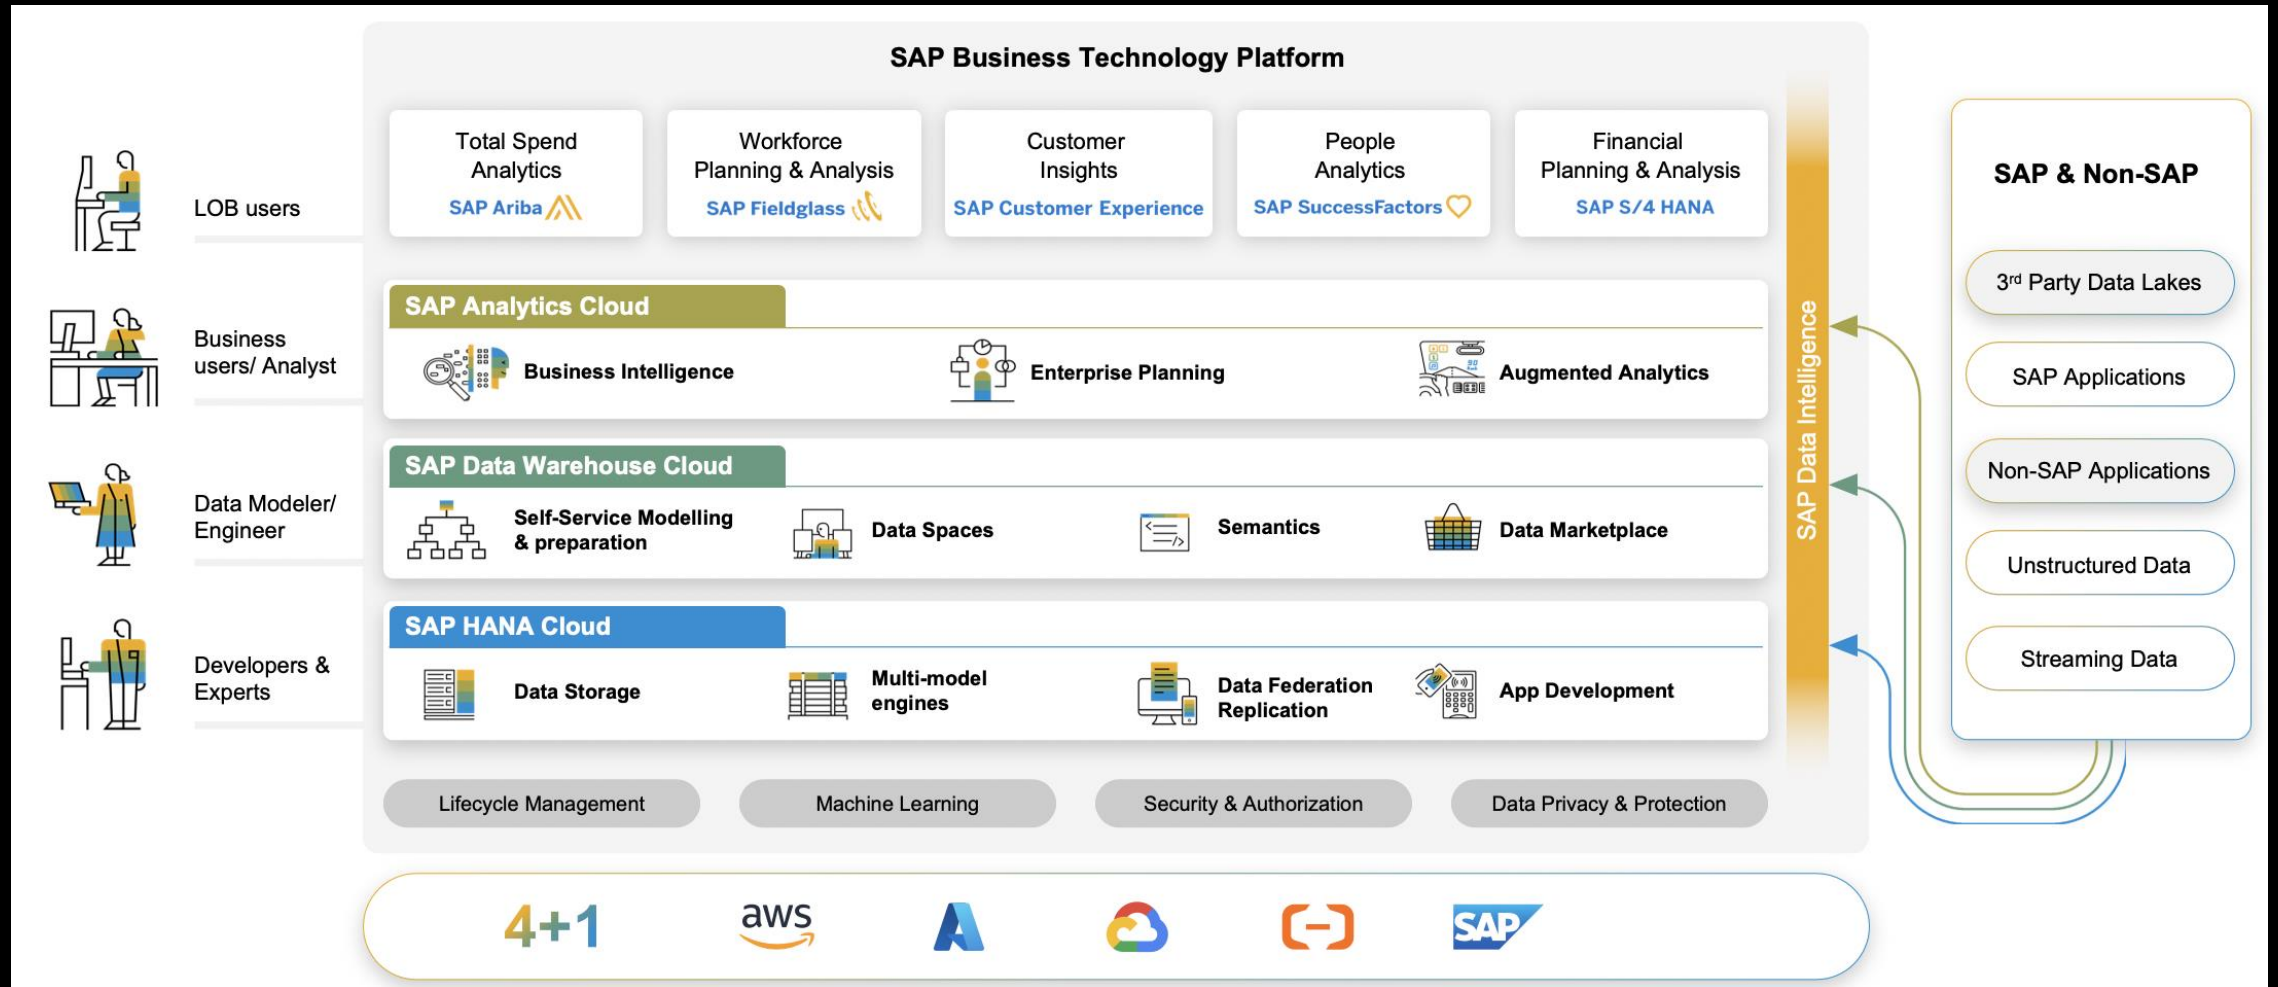 SAP Business Technology Platform
Total Spend
Analytics
SAP Ariba
Workforce
Planning & Analysis
SAP Fieldglass
Customer
Insights
SAP Customer Experience
People
Analytics
SAP SuccessFactors
Financial
Planning & Analysis
SAP S/4 HANA
LOB users
Business
users/ Analyst
Data Modeler/
Engineer
Developers &
Experts
SAP Analytics Cloud
Business Intelligence
Enterprise Planning
Augmented Analytics
SAP Data Warehouse Cloud
Self-Service Modelling
& preparation
Data Spaces
Semantics
Data Marketplace
SAP HANA Cloud
Data Storage
Multi-model
engines
Data Federation
Replication
App Development
Lifecycle Management
Machine Learning
Security & Authorization
Data Privacy & Protection
SAP Data Intelligence
SAP & Non-SAP
3rd Party Data Lakes
SAP Applications
Non-SAP Applications
Unstructured Data
Streaming Data
4+1
aws
SAP